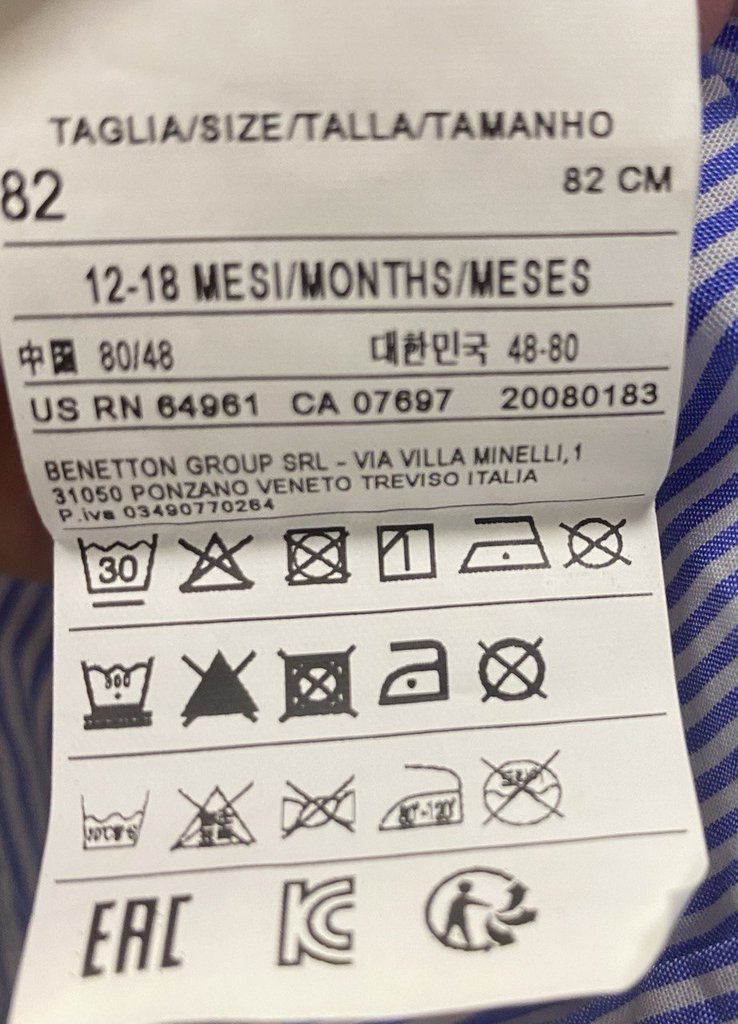 TAGLIA/SIZE/TALLA/TAMANHO
82 82 CM
12-18 MESI/MONTHS/MESES
中国 80/48 대한민국 48-80
US RN 64961 CA 07697 20080183
BENETTON GROUP SRL - VIA VILLA MINELLI,1
31050 PONZANO VENETO TREVISO ITALIA
P.iva 03490770264
30
80°-120°
EAC KC